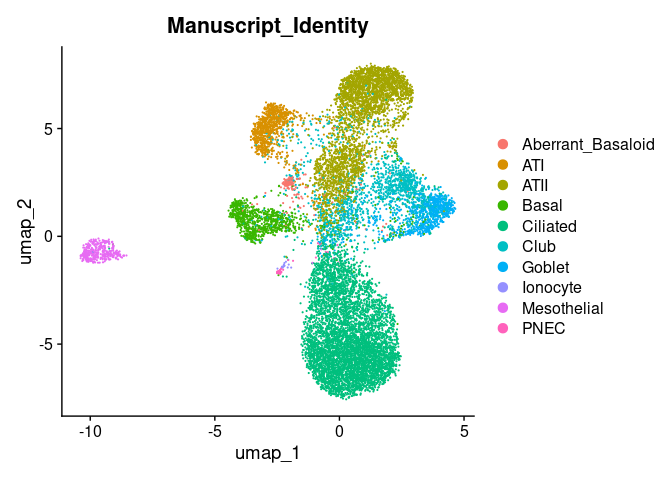 Manuscript_Identity
umap_2
5
0
-5
-10
-5
0
5
umap_1
Aberrant_Basaloid
ATI
ATII
Basal
Ciliated
Club
Goblet
Ionocyte
Mesothelial
PNEC